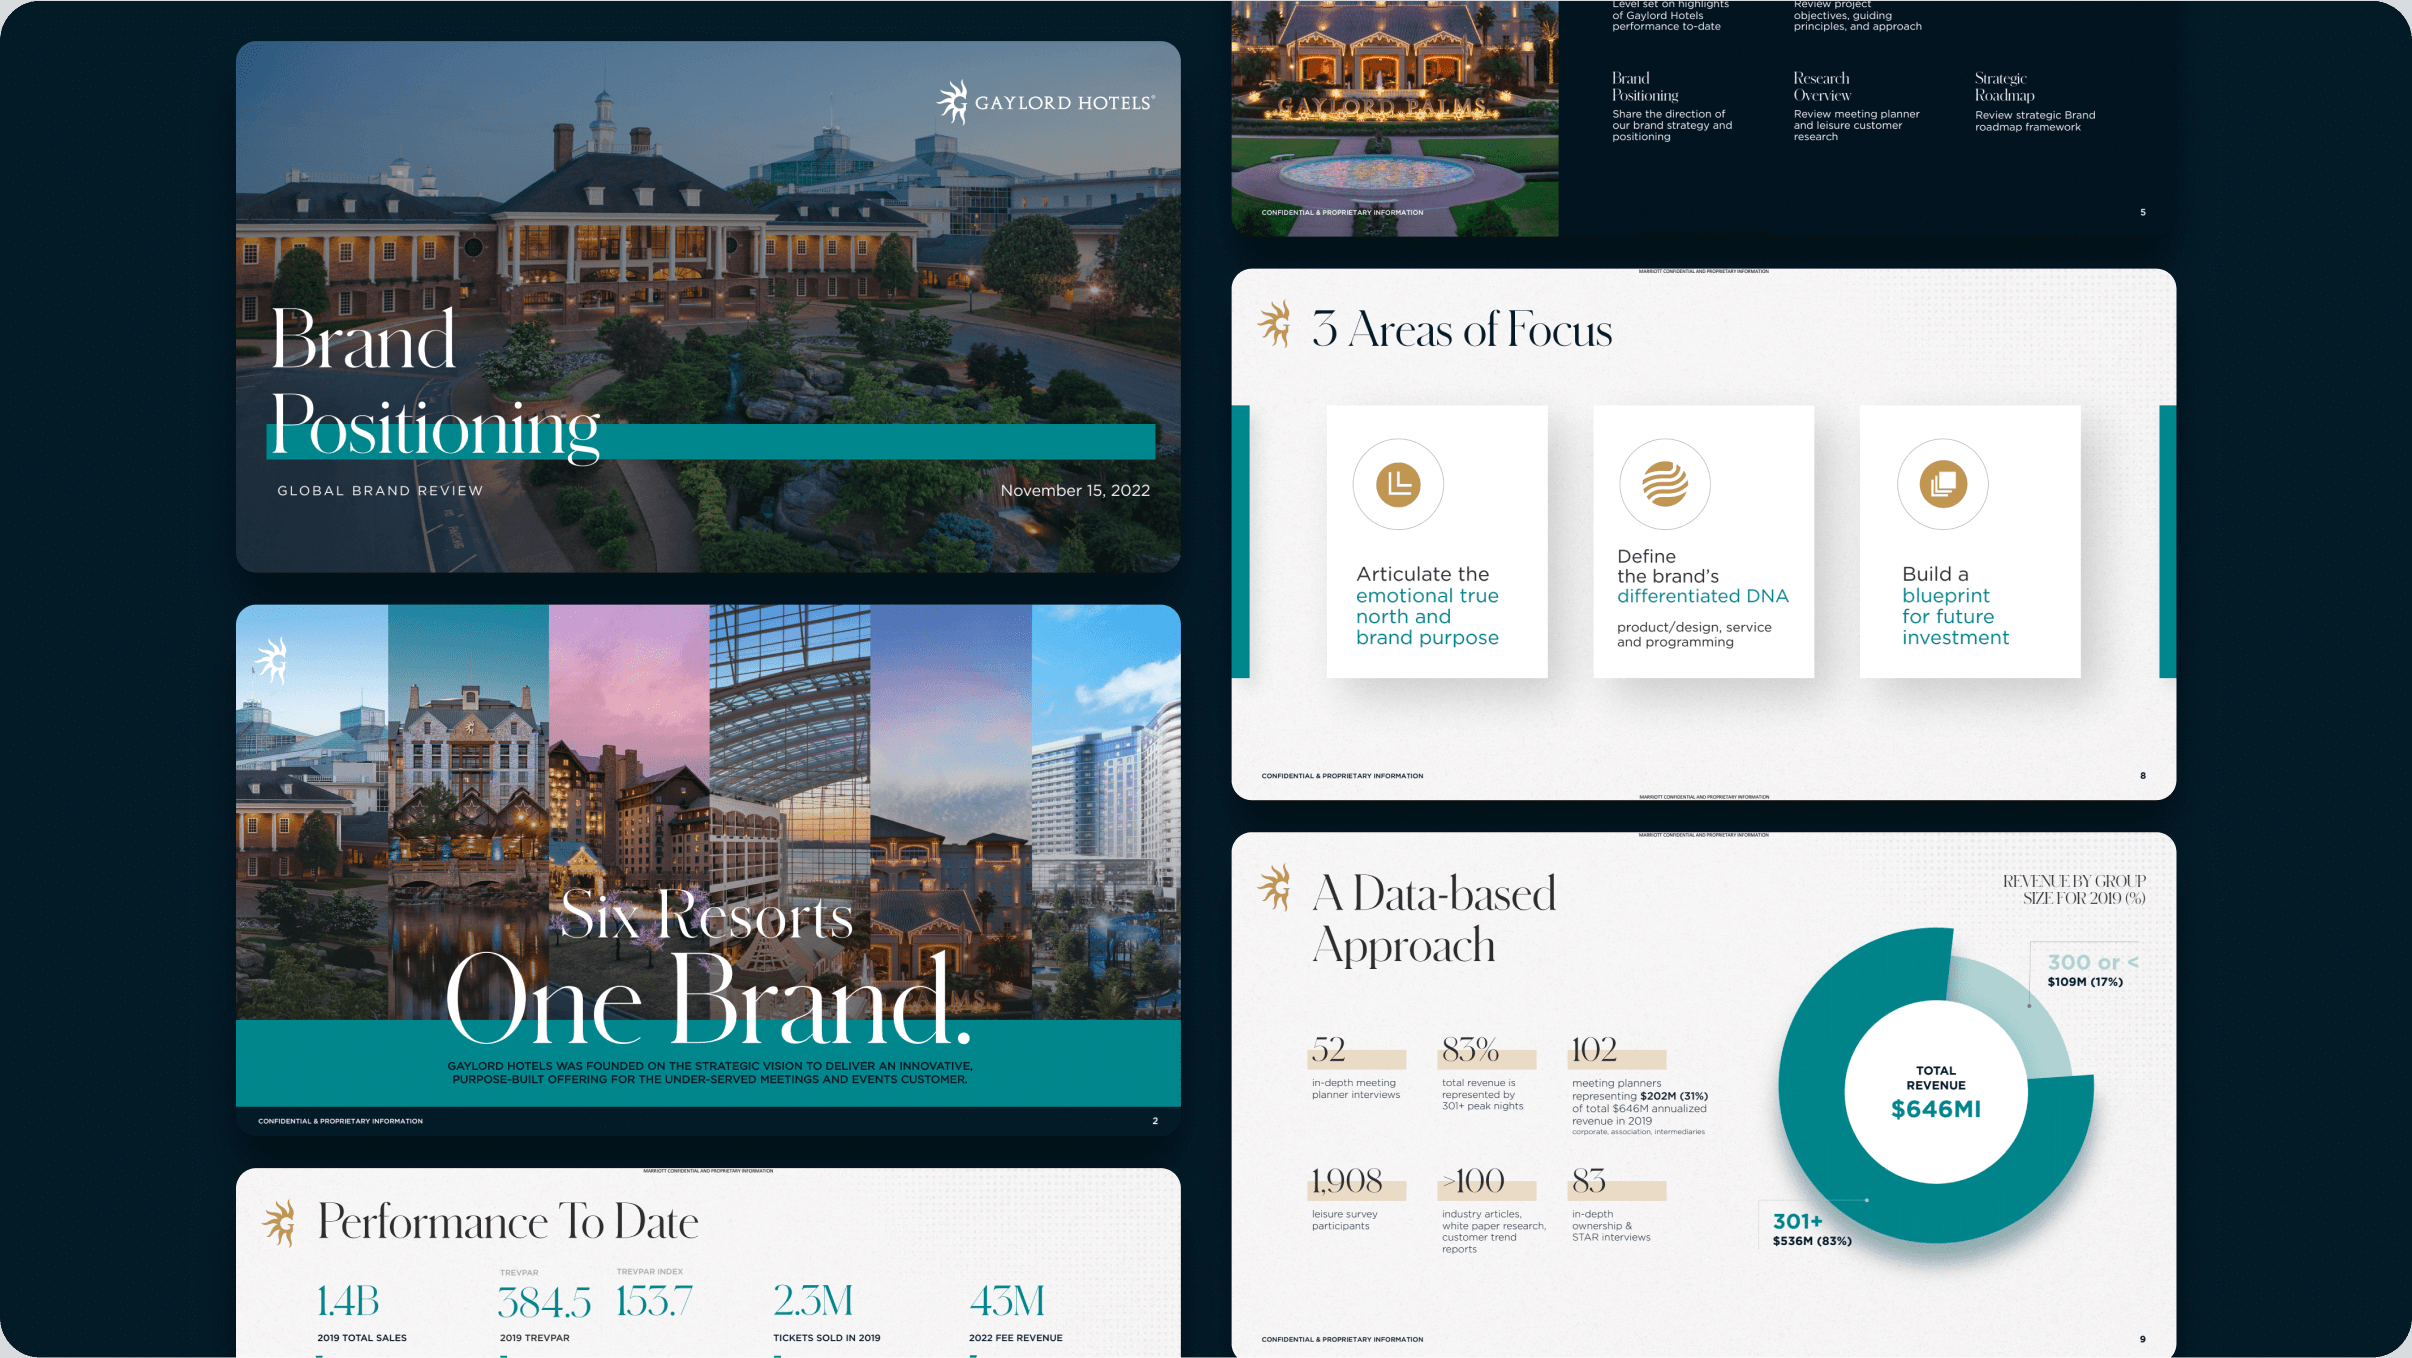 GAYLORD HOTELS®
Brand
Positioning
GLOBAL BRAND REVIEW
November 15, 2022
Six Resorts
One Brand.
GAYLORD HOTELS WAS FOUNDED ON THE STRATEGIC VISION TO DELIVER AN INNOVATIVE,
PURPOSE-BUILT OFFERING FOR THE UNDER-SERVED MEETINGS AND EVENTS CUSTOMER.
CONFIDENTIAL & PROPRIETARY INFORMATION
2
MARRIOTT CONFIDENTIAL AND PROPRIETARY INFORMATION
Performance To Date
1.4B
2019 TOTAL SALES
TREVPAR
384.5
2019 TREVPAR
TREVPAR INDEX
153.7
2.3M
TICKETS SOLD IN 2019
43M
2022 FEE REVENUE
GAYLORD PALMS
Level set on highlights
of Gaylord Hotels
performance to-date
Review project
objectives, guiding
principles, and approach
Brand
Positioning
Share the direction of
our brand strategy and
positioning
Research
Overview
Review meeting planner
and leisure customer
research
Strategic
Roadmap
Review strategic Brand
roadmap framework
CONFIDENTIAL & PROPRIETARY INFORMATION
5
MARRIOTT CONFIDENTIAL AND PROPRIETARY INFORMATION
3 Areas of Focus
Articulate the
emotional true
north and
brand purpose
Define
the brand’s
differentiated DNA
product/design, service
and programming
Build a
blueprint
for future
investment
CONFIDENTIAL & PROPRIETARY INFORMATION
8
MARRIOTT CONFIDENTIAL AND PROPRIETARY INFORMATION
MARRIOTT CONFIDENTIAL AND PROPRIETARY INFORMATION
A Data-based
Approach
52
in-depth meeting
planner interviews
83%
total revenue is
represented by
301+ peak nights
102
meeting planners
representing $202M (31%)
of total $646M annualized
revenue in 2019
corporate, association, intermediaries
1,908
leisure survey
participants
>100
industry articles,
white paper research,
customer trend
reports
83
in-depth
ownership &
STAR interviews
REVENUE BY GROUP
SIZE FOR 2019 (%)
300 or <
$109M (17%)
TOTAL
REVENUE
$646MI
301+
$536M (83%)
CONFIDENTIAL & PROPRIETARY INFORMATION
9